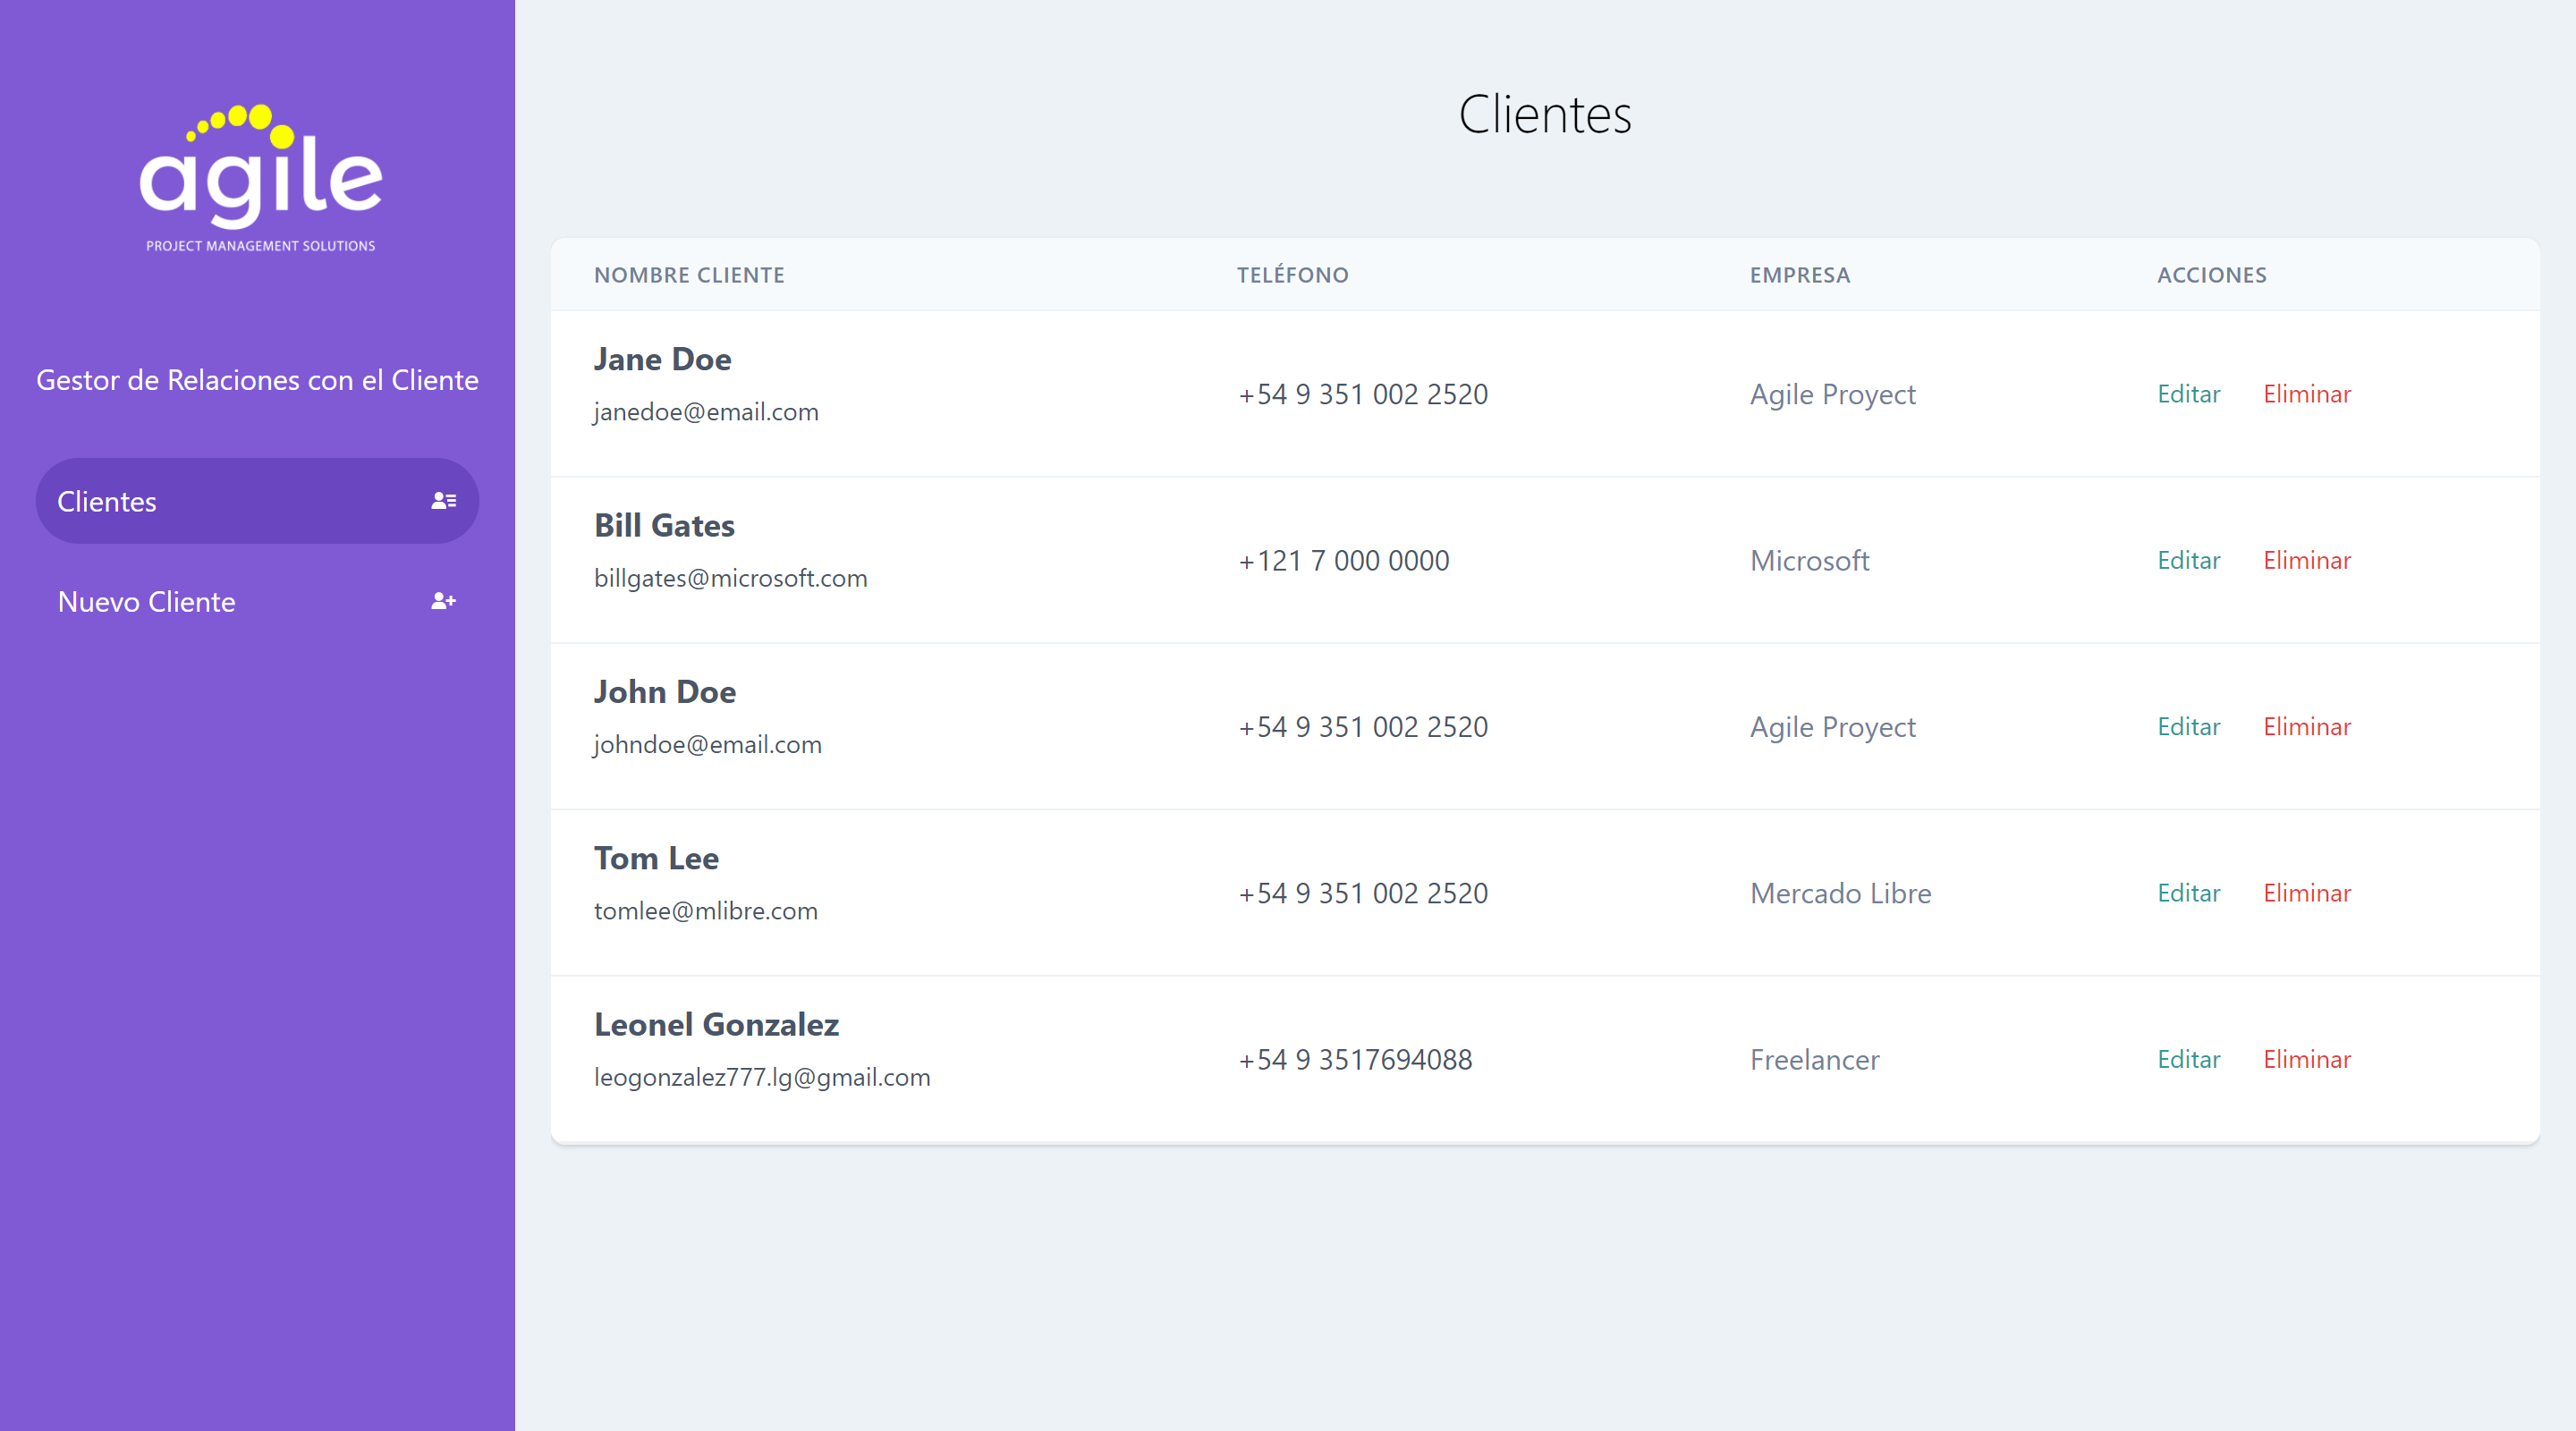 agile
PROJECT MANAGEMENT SOLUTIONS
Gestor de Relaciones con el Cliente
Clientes
Nuevo Cliente
Clientes
NOMBRE CLIENTE TELÉFONO EMPRESA ACCIONES
Jane Doe
janedoe@email.com
+54 9 351 002 2520 Agile Proyect Editar Eliminar
Bill Gates
billgates@microsoft.com
+121 7 000 0000 Microsoft Editar Eliminar
John Doe
johndoe@email.com
+54 9 351 002 2520 Agile Proyect Editar Eliminar
Tom Lee
tomlee@mlibre.com
+54 9 351 002 2520 Mercado Libre Editar Eliminar
Leonel Gonzalez
leogonzalez777.lg@gmail.com
+54 9 3517694088 Freelancer Editar Eliminar